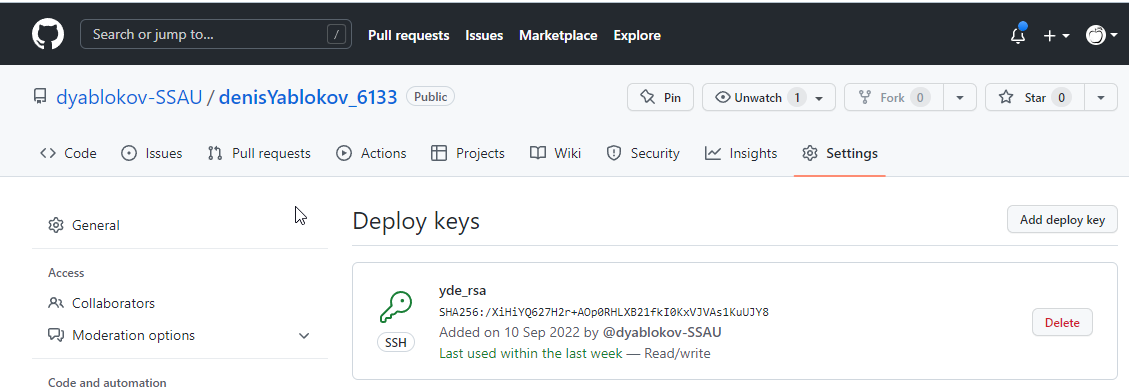 Search or jump to... / Pull requests Issues Marketplace Explore
dyablokov-SSAU / denisYablokov_6133 Public Pin Unwatch 1 Fork 0 Star 0
Code Issues Pull requests Actions Projects Wiki Security Insights Settings
General
Access
Collaborators
Moderation options
Code and automation
Deploy keys Add deploy key
yde_rsa
SHA256:/XiHiYQ627H2r+AOp0RHLXB21fkI0KxVJVAs1KuUJY8
Added on 10 Sep 2022 by @dyablokov-SSAU
Last used within the last week — Read/write
SSH
Delete